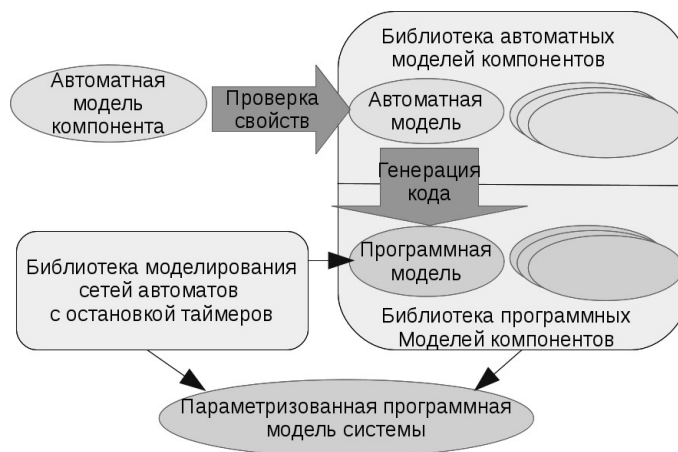 Библиотека автоматных
моделей компонентов
Автоматная
модель
компонента
Проверка
свойств
Автоматная
модель
Генерация
кода
Программная
модель
Библиотека моделирования
сетей автоматов
с остановкой таймеров
Библиотека программных
Моделей компонентов
Параметризованная программная
модель системы